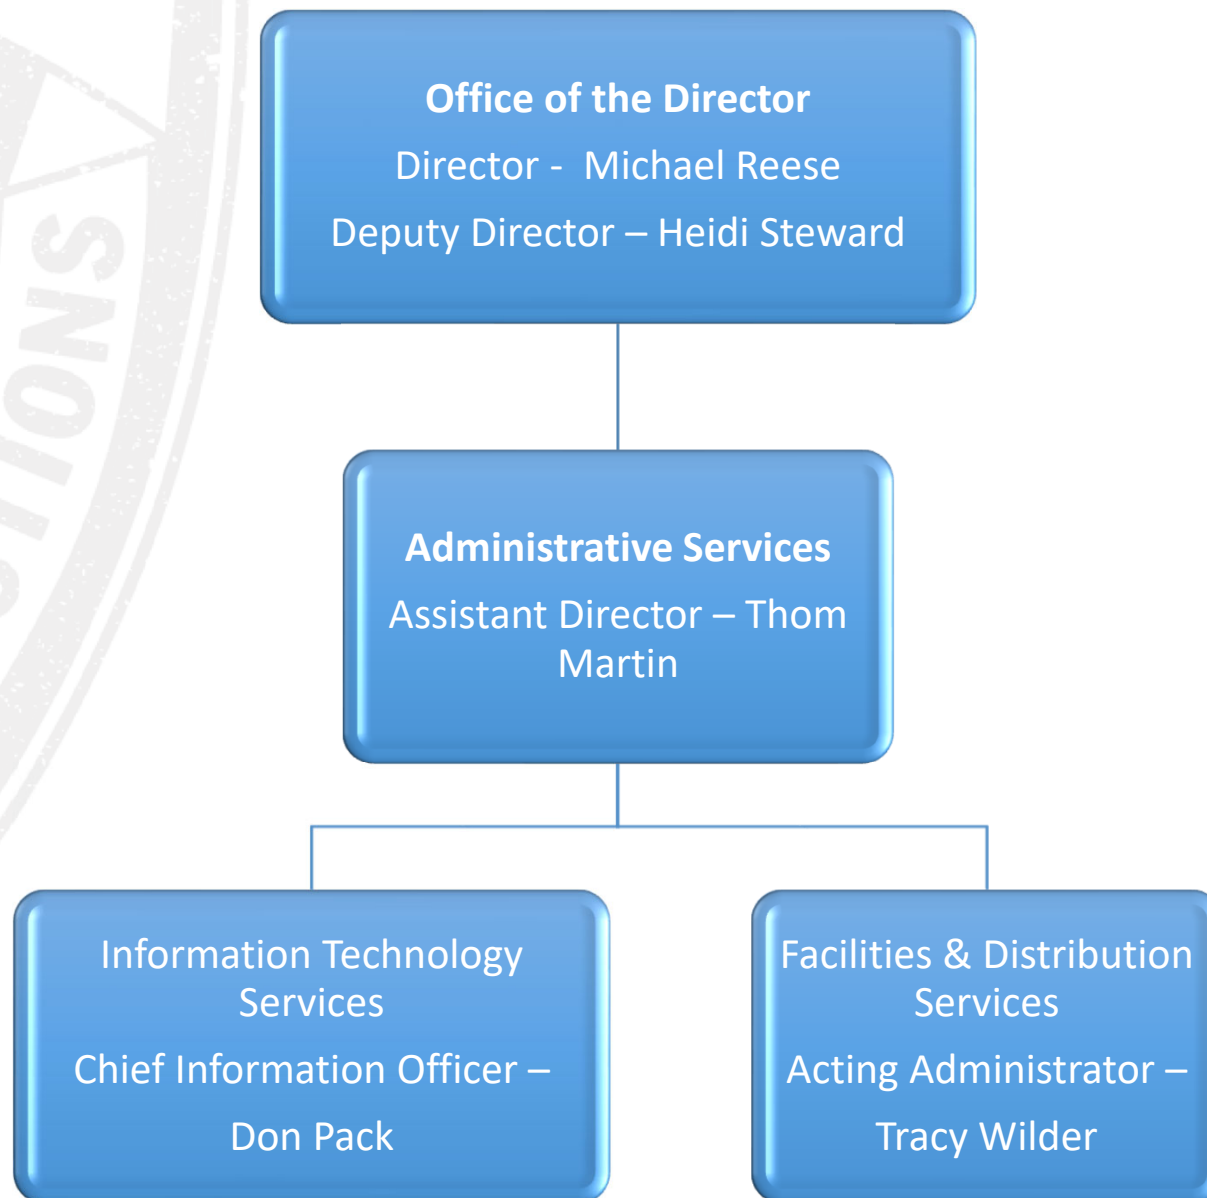 Office of the Director
Director -  Michael Reese
Deputy Director – Heidi Steward
Administrative Services
Assistant Director – Thom
Martin
Information Technology
Services
Chief Information Officer –
Don Pack
Facilities & Distribution
Services
Acting Administrator –
Tracy Wilder